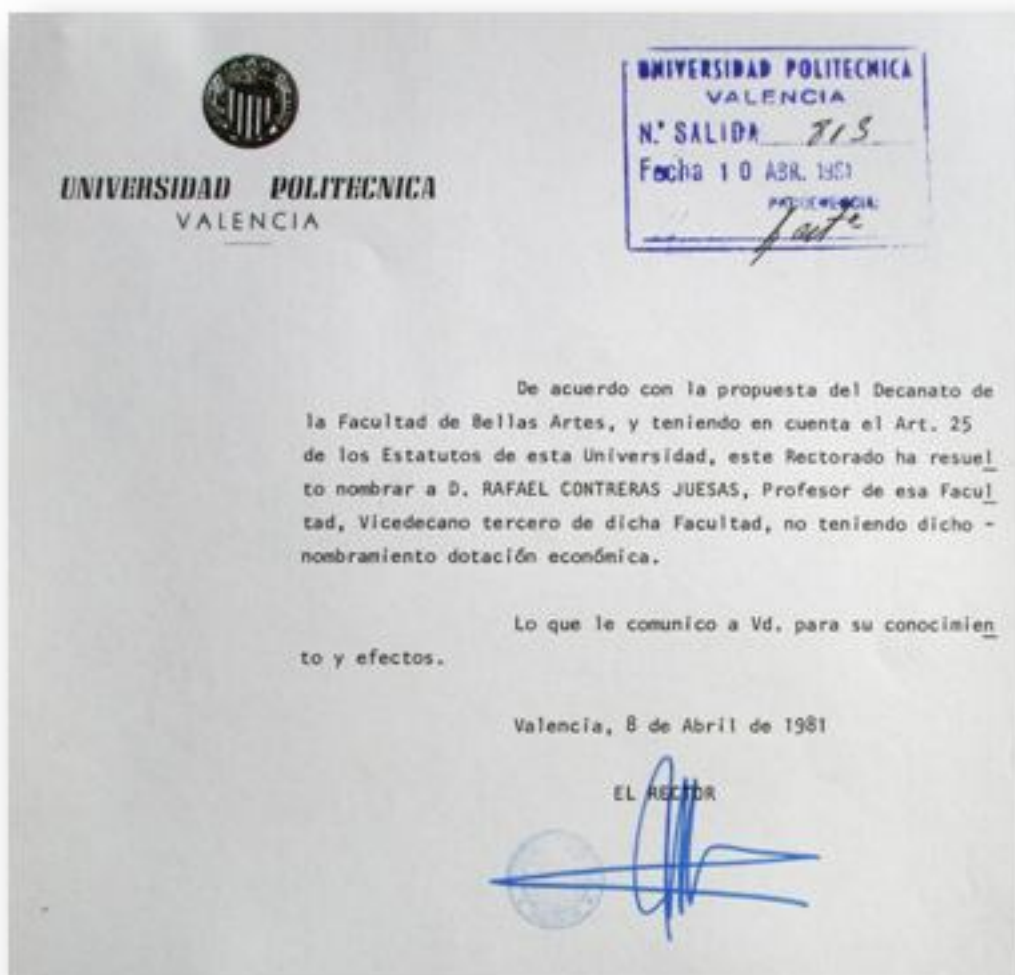 UNIVERSIDAD POLITECNICA
VALENCIA
UNIVERSIDAD POLITECNICA
VALENCIA
N.º SALIDA
Fecha 10 ABR. 1981
De acuerdo con la propuesta del Decanato de
la Facultad de Bellas Artes, y teniendo en cuenta el Art. 25
de los Estatutos de esta Universidad, este Rectorado ha resuel
to nombrar a D. RAFAEL CONTRERAS JUESAS, Profesor de esa Facul
tad, Vicedecano tercero de dicha Facultad, no teniendo dicho -
nombramiento dotación económica.
Lo que le comunico a Vd. para su conocimien
to y efectos.
Valencia, 8 de Abril de 1981
EL RECTOR